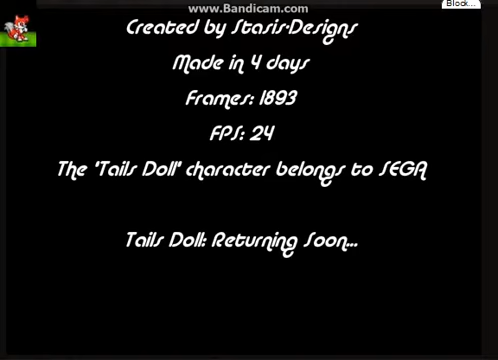 www.Bandicam.com
Block...
Created by Stasis-Designs
Made in 4 days
Frames: 1893
FPS: 24
The 'Tails Doll' character belongs to SEGA
Tails Doll: Returning Soon...